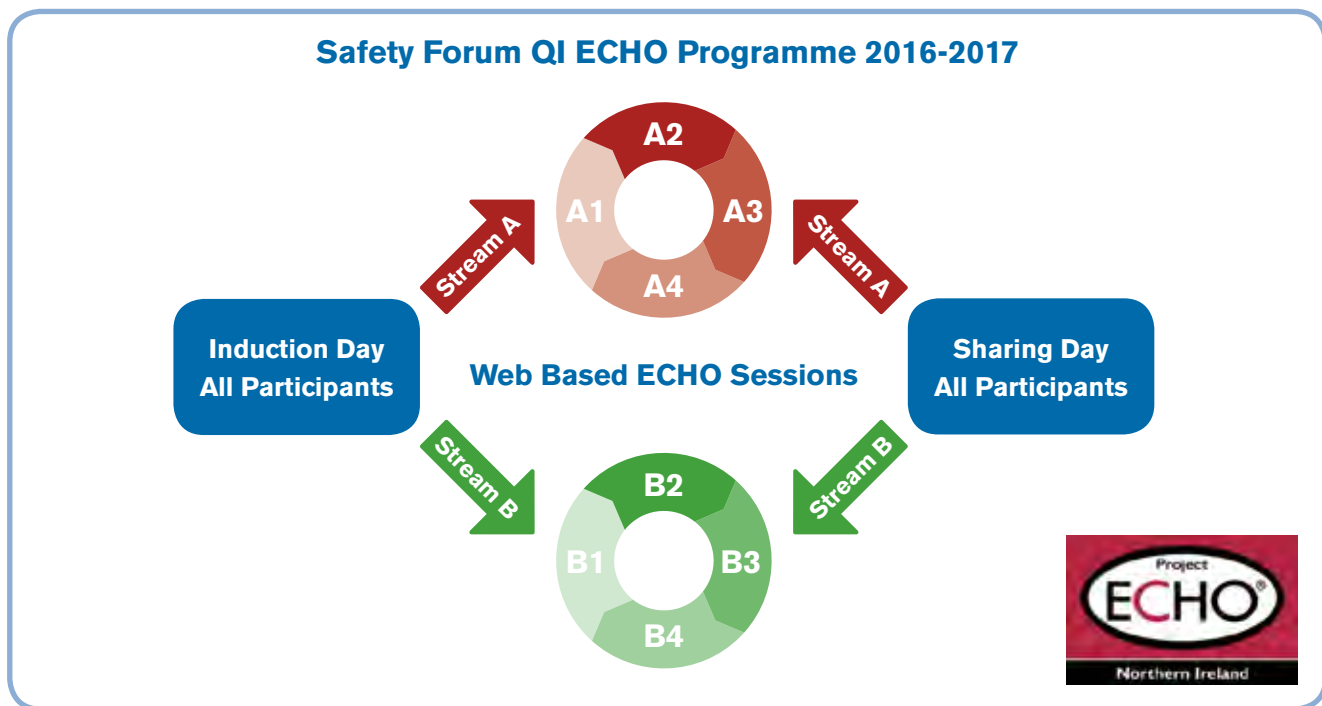 Safety Forum QI ECHO Programme 2016-2017
A2
A1
A3
A4
Stream A
Stream A
Induction Day
All Participants
Web Based ECHO Sessions
Sharing Day
All Participants
Stream B
Stream B
B2
B1
B3
B4
Project
ECHO®
Northern Ireland